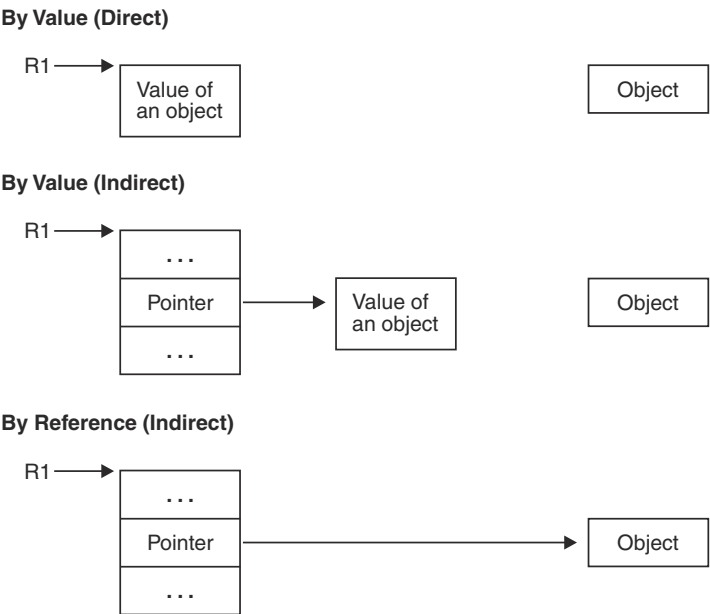 By Value (Direct)
R1
Value of
an object
Object
By Value (Indirect)
R1
...
Pointer
Value of
an object
Object
...
By Reference (Indirect)
R1
...
Pointer
Object
...